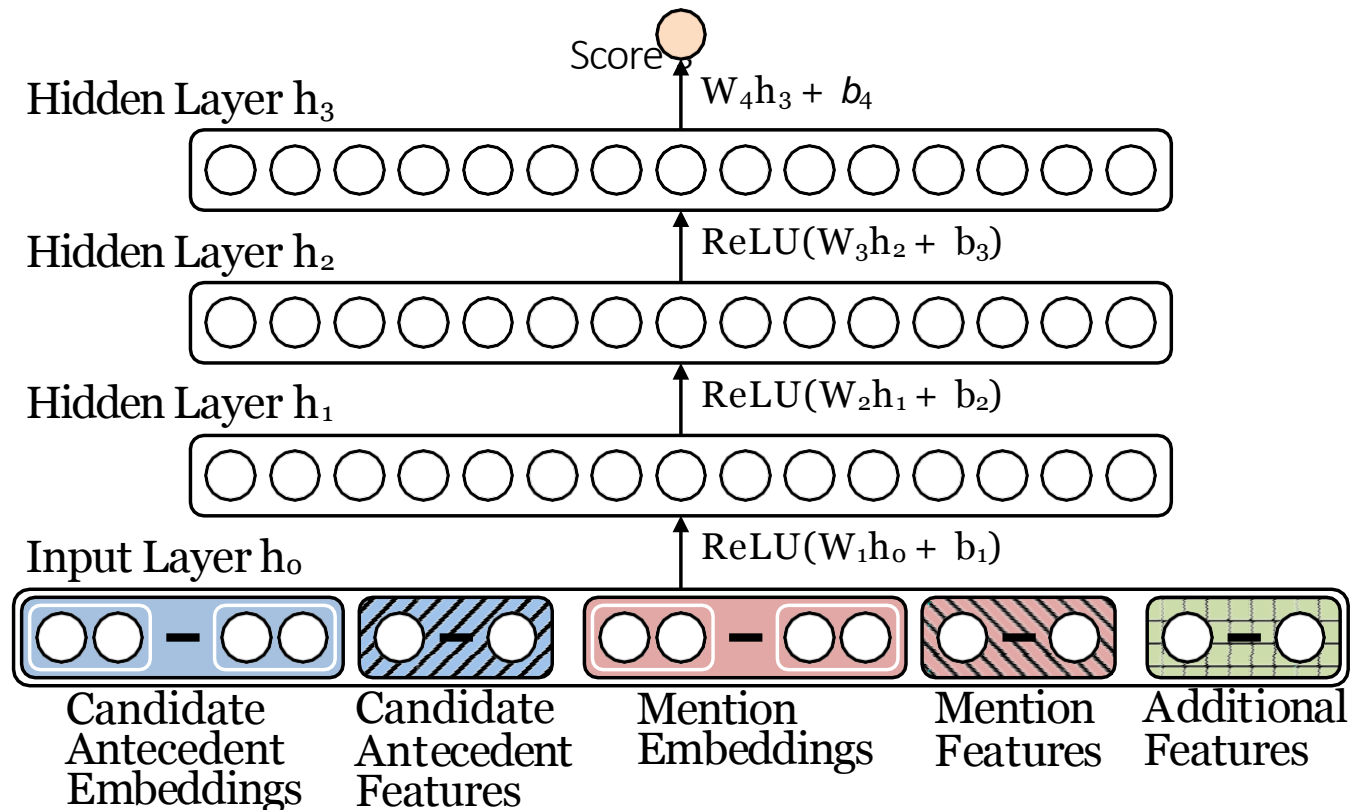 Score s
W₄h₃ + b₄
Hidden Layer h₃
ReLU(W₃h₂ + b₃)
Hidden Layer h₂
ReLU(W₂h₁ + b₂)
Hidden Layer h₁
ReLU(W₁h₀ + b₁)
Input Layer h₀
Candidate
Antecedent
Embeddings
Candidate
Antecedent
Features
Mention
Embeddings
Mention
Features
Additional
Features